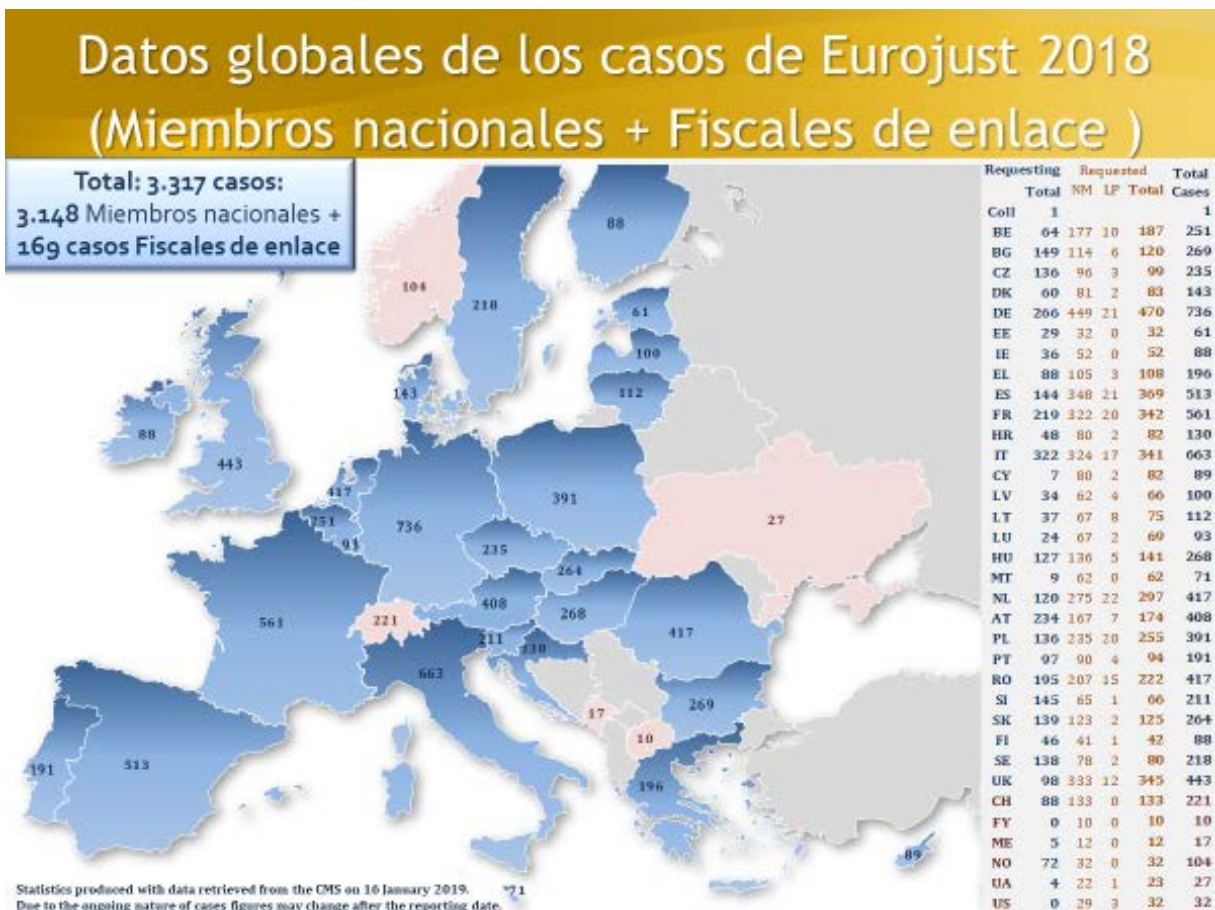 Datos globales de los casos de Eurojust 2018
(Miembros nacionales + Fiscales de enlace )
Total: 3.317 casos:
3.148 Miembros nacionales +
169 casos Fiscales de enlace
Requesting Requested Total
Total NM LP Total Cases
Coll 1 1
BE 64 177 10 187 251
BG 149 114 6 120 269
CZ 136 96 3 99 235
DK 60 81 2 83 143
DE 266 449 21 470 736
EE 29 32 0 32 61
IE 36 52 0 52 88
EL 88 105 3 108 196
ES 144 348 21 369 513
FR 219 322 20 342 561
HR 48 80 2 82 130
IT 322 324 17 341 663
CY 7 80 2 82 89
LV 34 62 4 66 100
LT 37 67 8 75 112
LU 24 67 2 69 93
HU 127 136 5 141 268
MT 9 62 0 62 71
NL 120 275 22 297 417
AT 234 167 7 174 408
PL 136 235 20 255 391
PT 97 90 4 94 191
RO 195 207 15 222 417
SI 145 65 1 66 211
SK 139 123 2 125 264
FI 46 41 1 42 88
SE 138 78 2 80 218
UK 98 333 12 345 443
CH 88 133 0 133 221
FY 0 10 0 10 10
ME 5 12 0 12 17
NO 72 32 0 32 104
UA 4 22 1 23 27
US 0 29 3 32 32
88
104
218
61
100
143
112
88
443
417
391
251
736
27
93
235
264
408
268
561
221
211
130
417
663
269
17
10
191
513
196
89
71
Statistics produced with data retrieved from the CMS on 16 January 2019.
Due to the ongoing nature of cases figures may change after the reporting date.